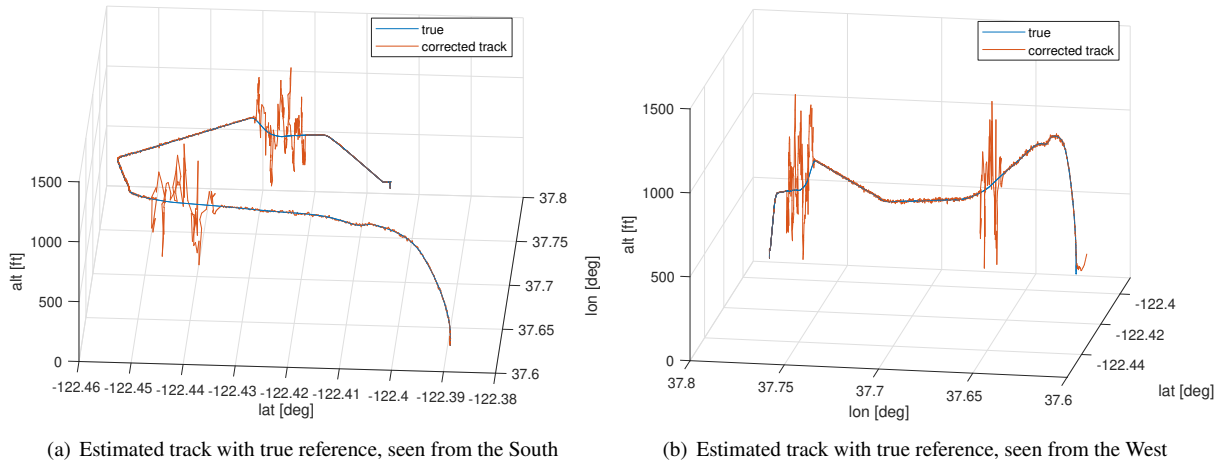 true
corrected track
1500
1000
500
0
alt [ft]
-122.46
-122.45
-122.44
-122.43
-122.42
-122.41
-122.4
-122.39
-122.38
lat [deg]
37.8
37.75
37.7
37.65
37.6
lon [deg]
(a) Estimated track with true reference, seen from the South
true
corrected track
1500
1000
500
0
alt [ft]
37.8
37.75
37.7
37.65
37.6
lon [deg]
-122.4
-122.42
-122.44
lat [deg]
(b) Estimated track with true reference, seen from the West